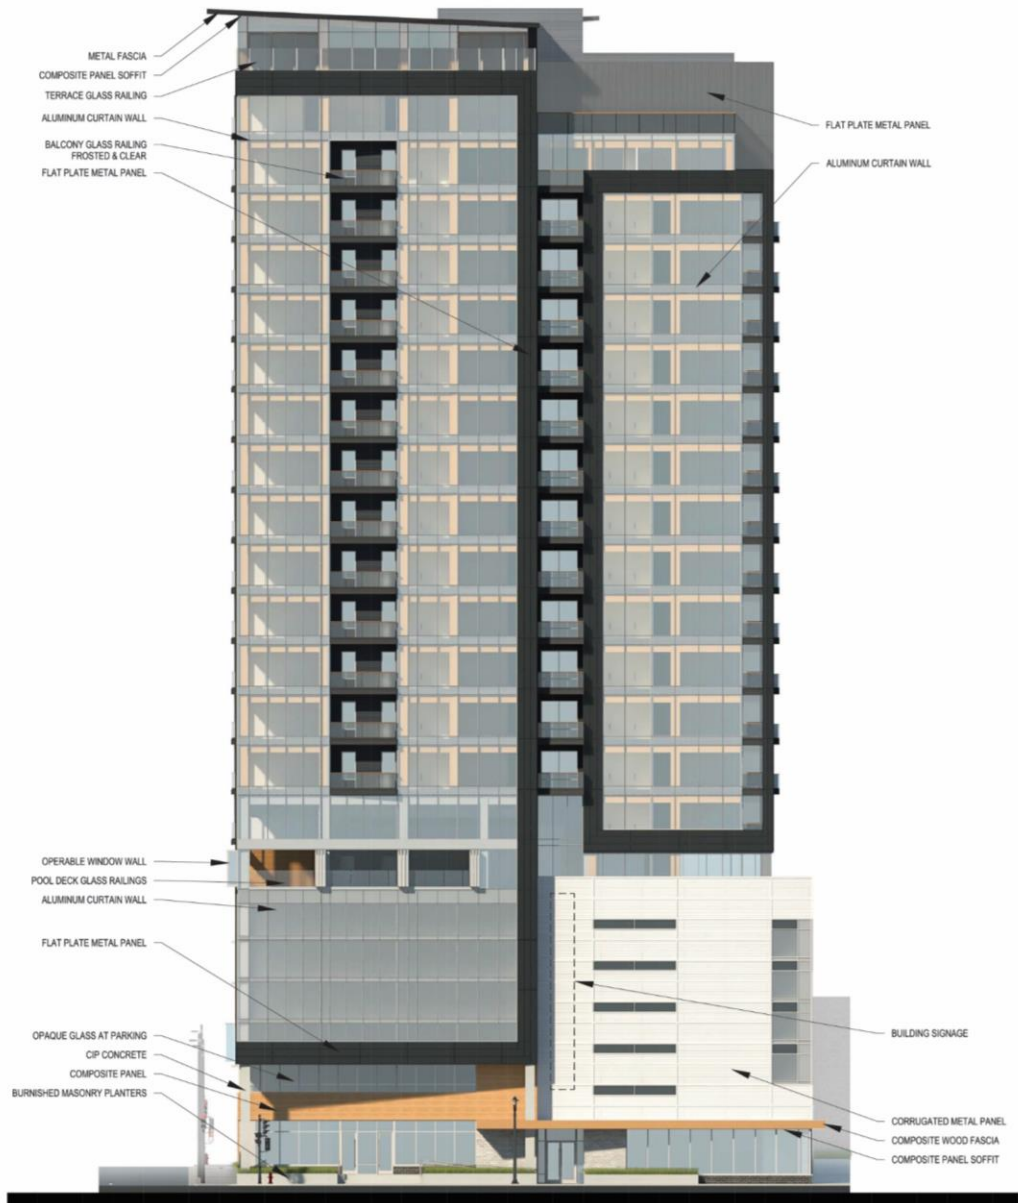 METAL FASCIA
COMPOSITE PANEL SOFFIT
TERRACE GLASS RAILING
ALUMINUM CURTAIN WALL
BALCONY GLASS RAILING
FROSTED & CLEAR
FLAT PLATE METAL PANEL
FLAT PLATE METAL PANEL
ALUMINUM CURTAIN WALL
OPERABLE WINDOW WALL
POOL DECK GLASS RAILINGS
ALUMINUM CURTAIN WALL
FLAT PLATE METAL PANEL
OPAQUE GLASS AT PARKING
CIP CONCRETE
COMPOSITE PANEL
BURNISHED MASONRY PLANTERS
BUILDING SIGNAGE
CORRUGATED METAL PANEL
COMPOSITE WOOD FASCIA
COMPOSITE PANEL SOFFIT